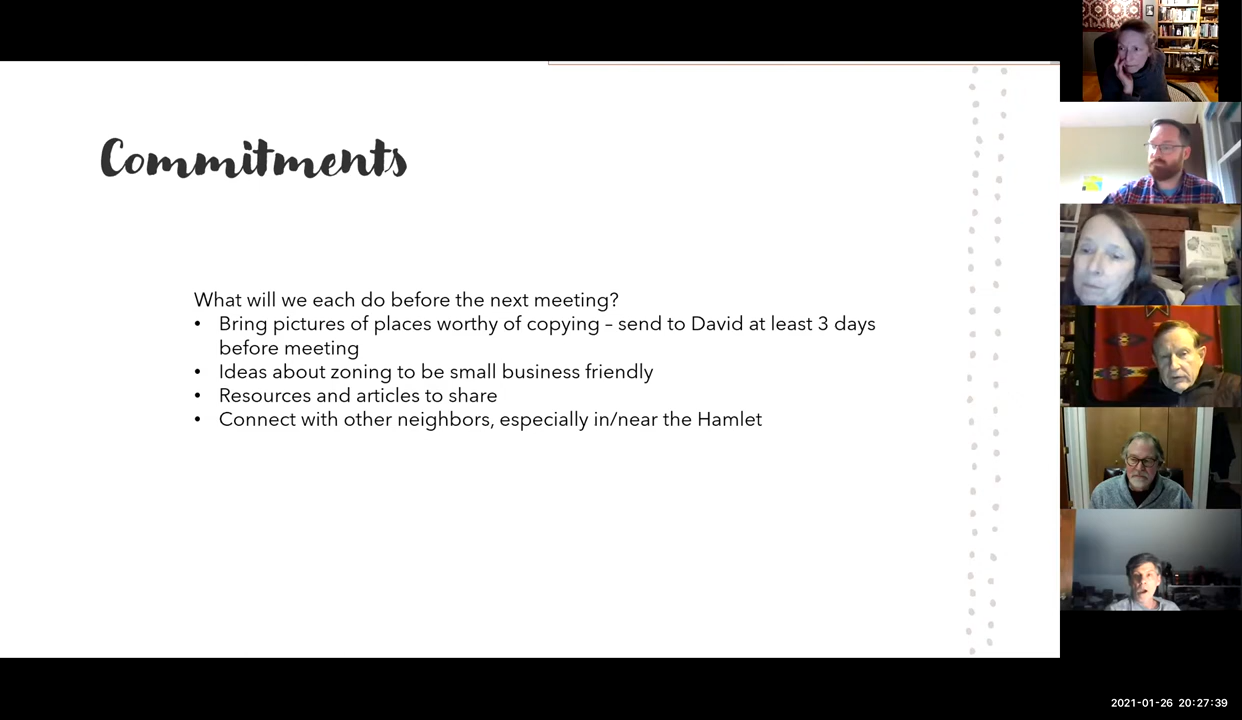 Commitments
What will we each do before the next meeting?
• Bring pictures of places worthy of copying – send to David at least 3 days
before meeting
• Ideas about zoning to be small business friendly
• Resources and articles to share
• Connect with other neighbors, especially in/near the Hamlet
2021-01-26 20:27:39